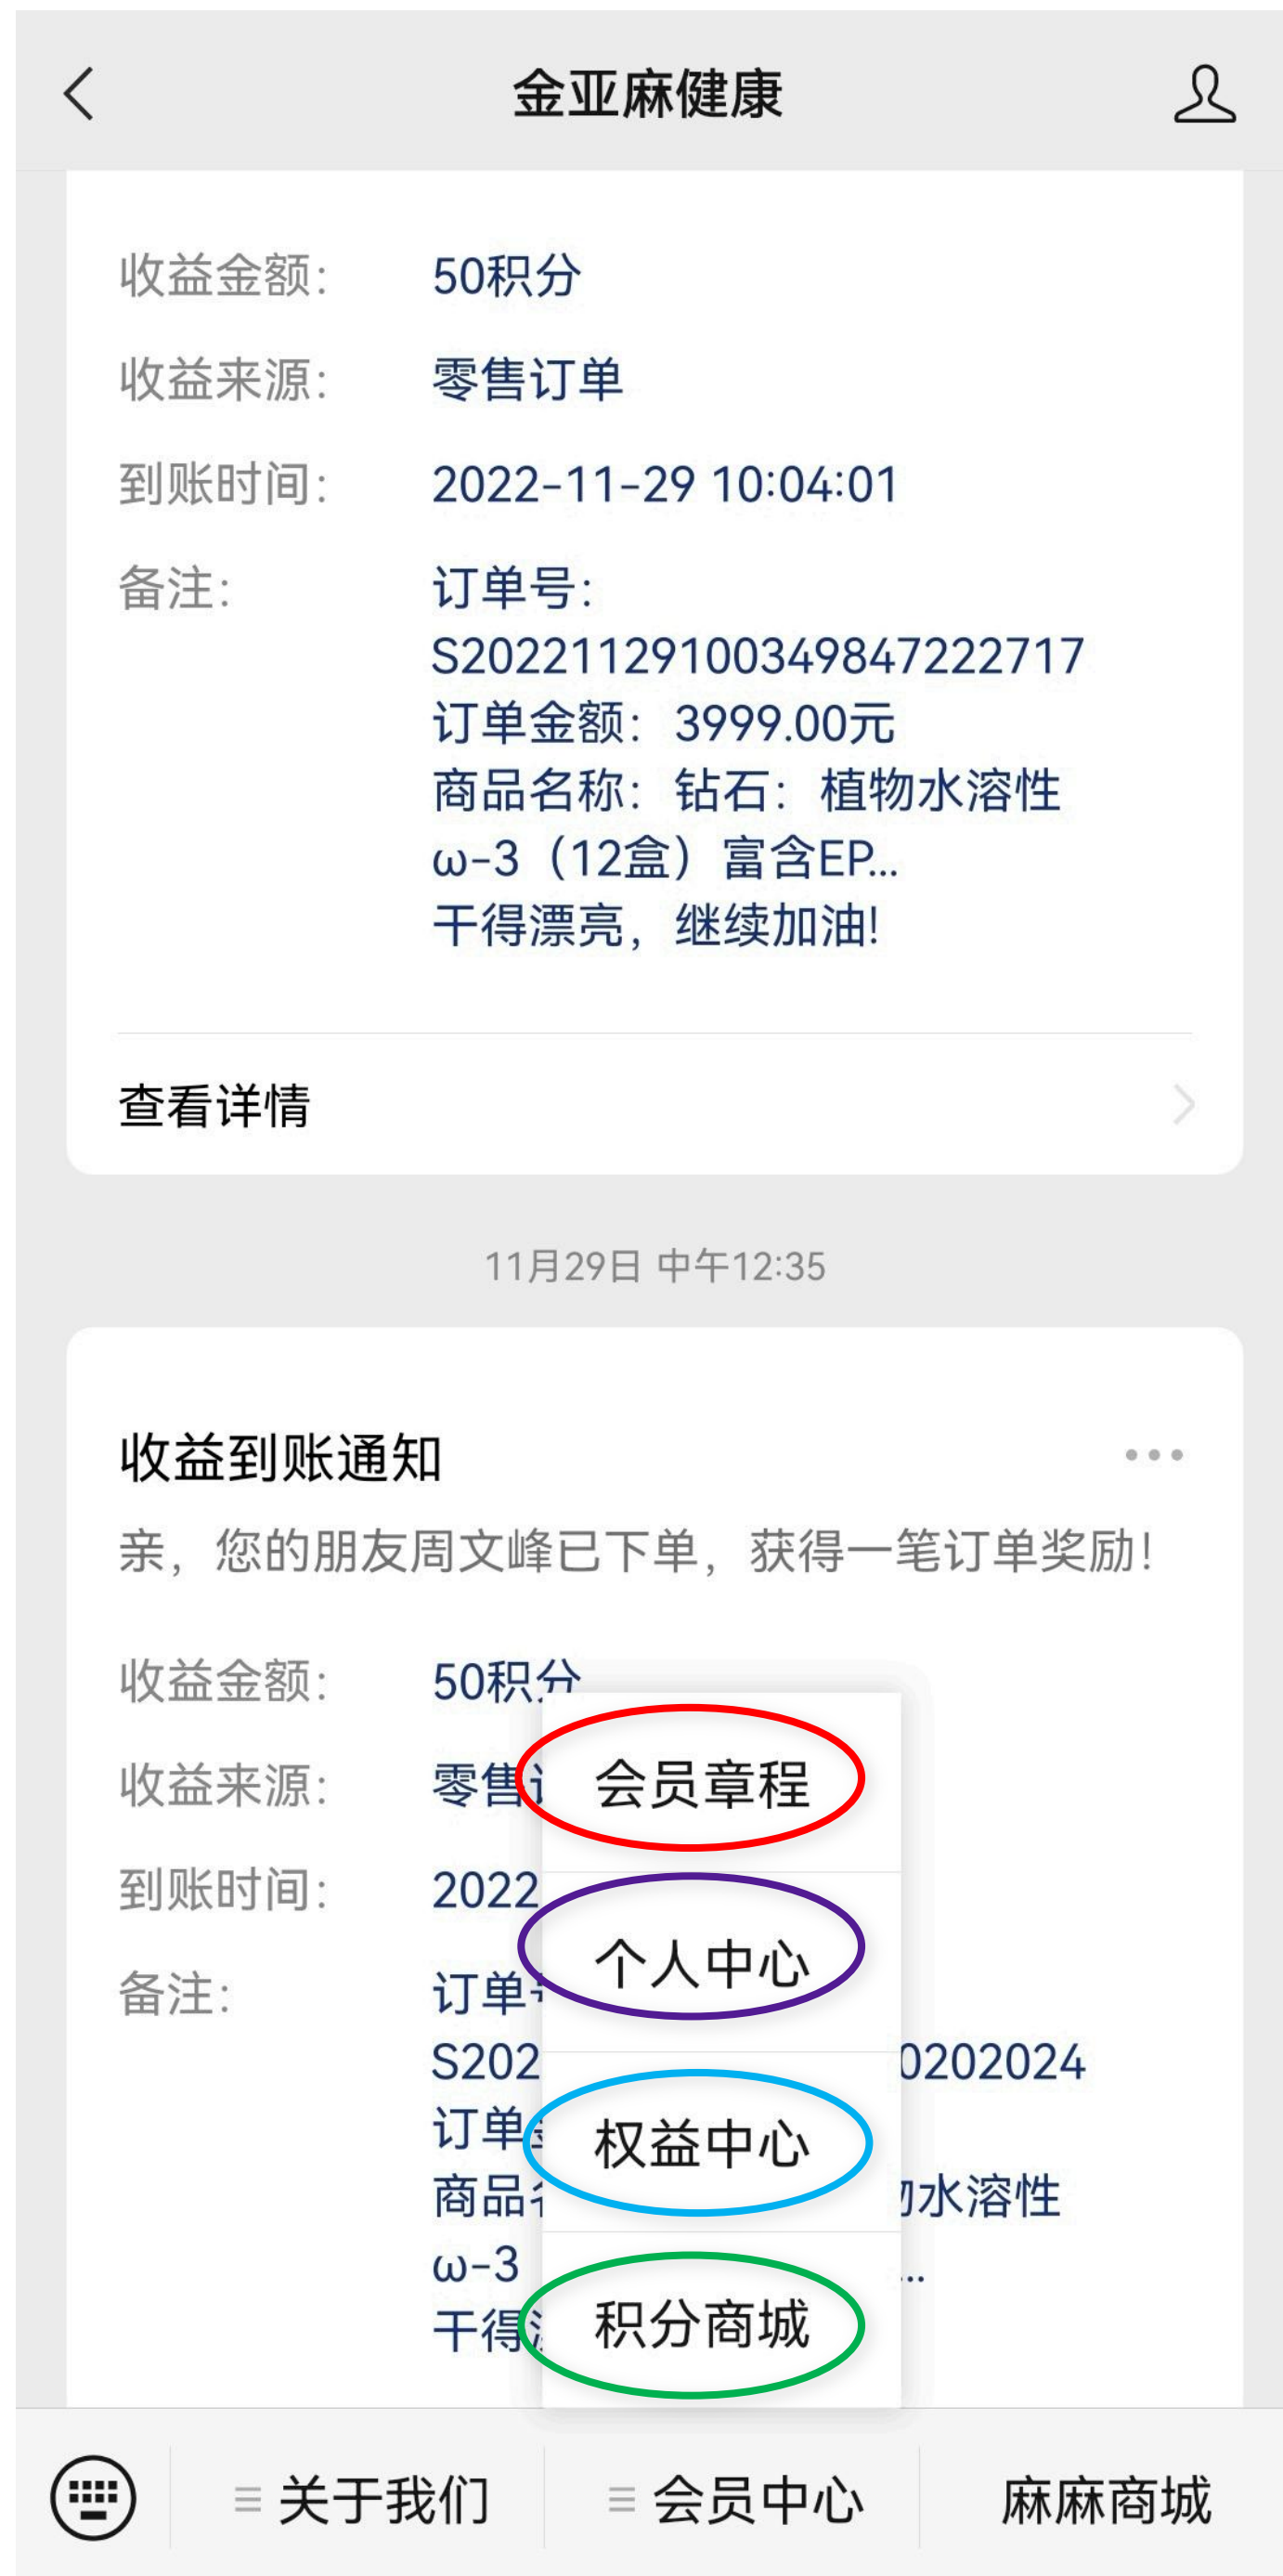 金亚麻健康
收益金额: 50积分
收益来源: 零售订单
到账时间: 2022-11-29 10:04:01
备注: 订单号:
S20221129100349847222717
订单金额: 3999.00元
商品名称: 钻石: 植物水溶性
ω-3（12盒）富含EP...
干得漂亮，继续加油!
查看详情
11月29日 中午12:35
收益到账通知
亲，您的朋友周文峰已下单，获得一笔订单奖励!
收益金额: 50积分
收益来源: 零售
到账时间: 2022
备注: 订单
S202 0202024
订单
商品 水溶性
ω-3 ...
干得
会员章程
个人中心
权益中心
积分商城
关于我们 会员中心 麻麻商城